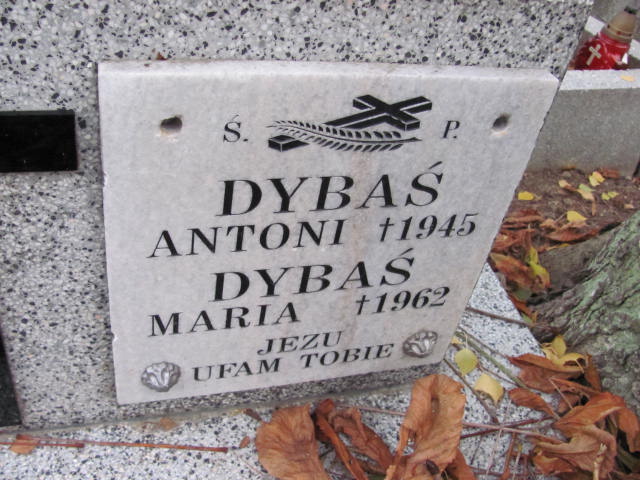 Ś. P.
DYBAŚ
ANTONI †1945
DYBAŚ
MARIA †1962
JEZU
UFAM TOBIE